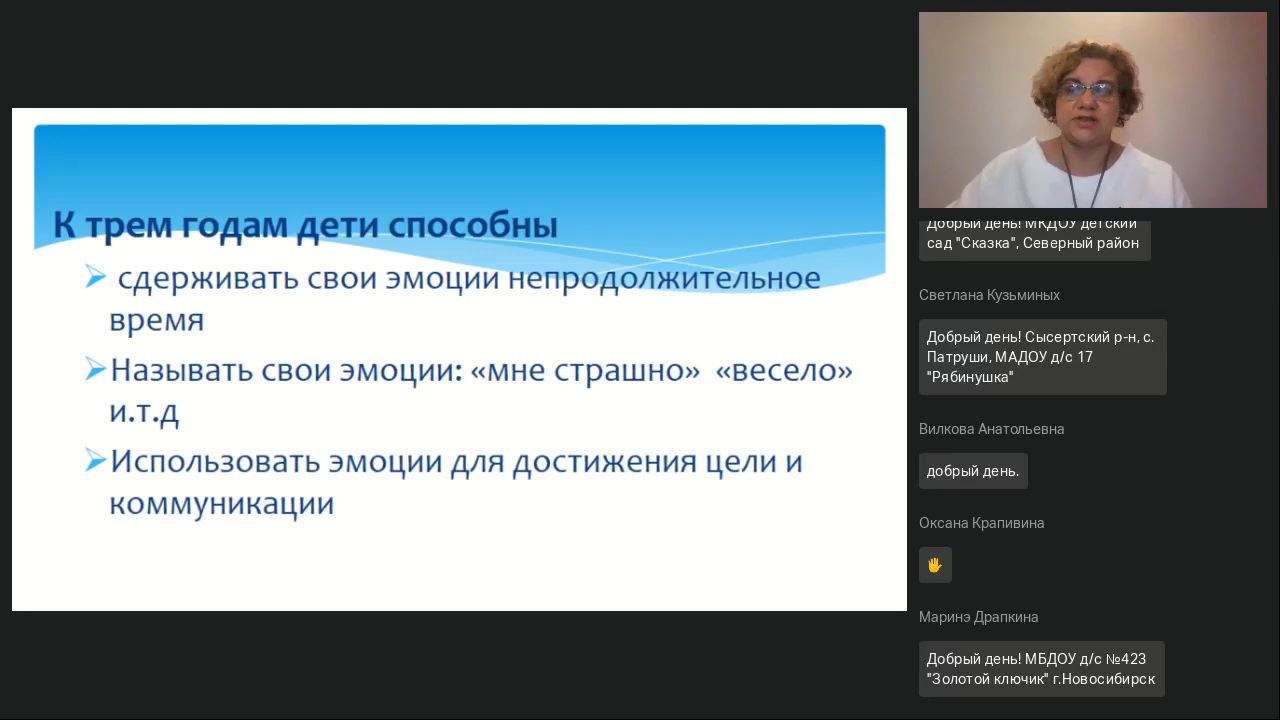 К трем годам дети способны
сдерживать свои эмоции непродолжительное
время
Называть свои эмоции: «мне страшно» «весело»
и.т.д
Использовать эмоции для достижения цели и
коммуникации
Добрый день! МКДОУ детский
сад "Сказка", Северный район
Светлана Кузьминых
Добрый день! Сысертский р-н, с.
Патруши, МАДОУ д/с 17
"Рябинушка"
Вилкова Анатольевна
добрый день.
Оксана Крапивина
Маринэ Драпкина
Добрый день! МБДОУ д/с №423
"Золотой ключик" г.Новосибирск